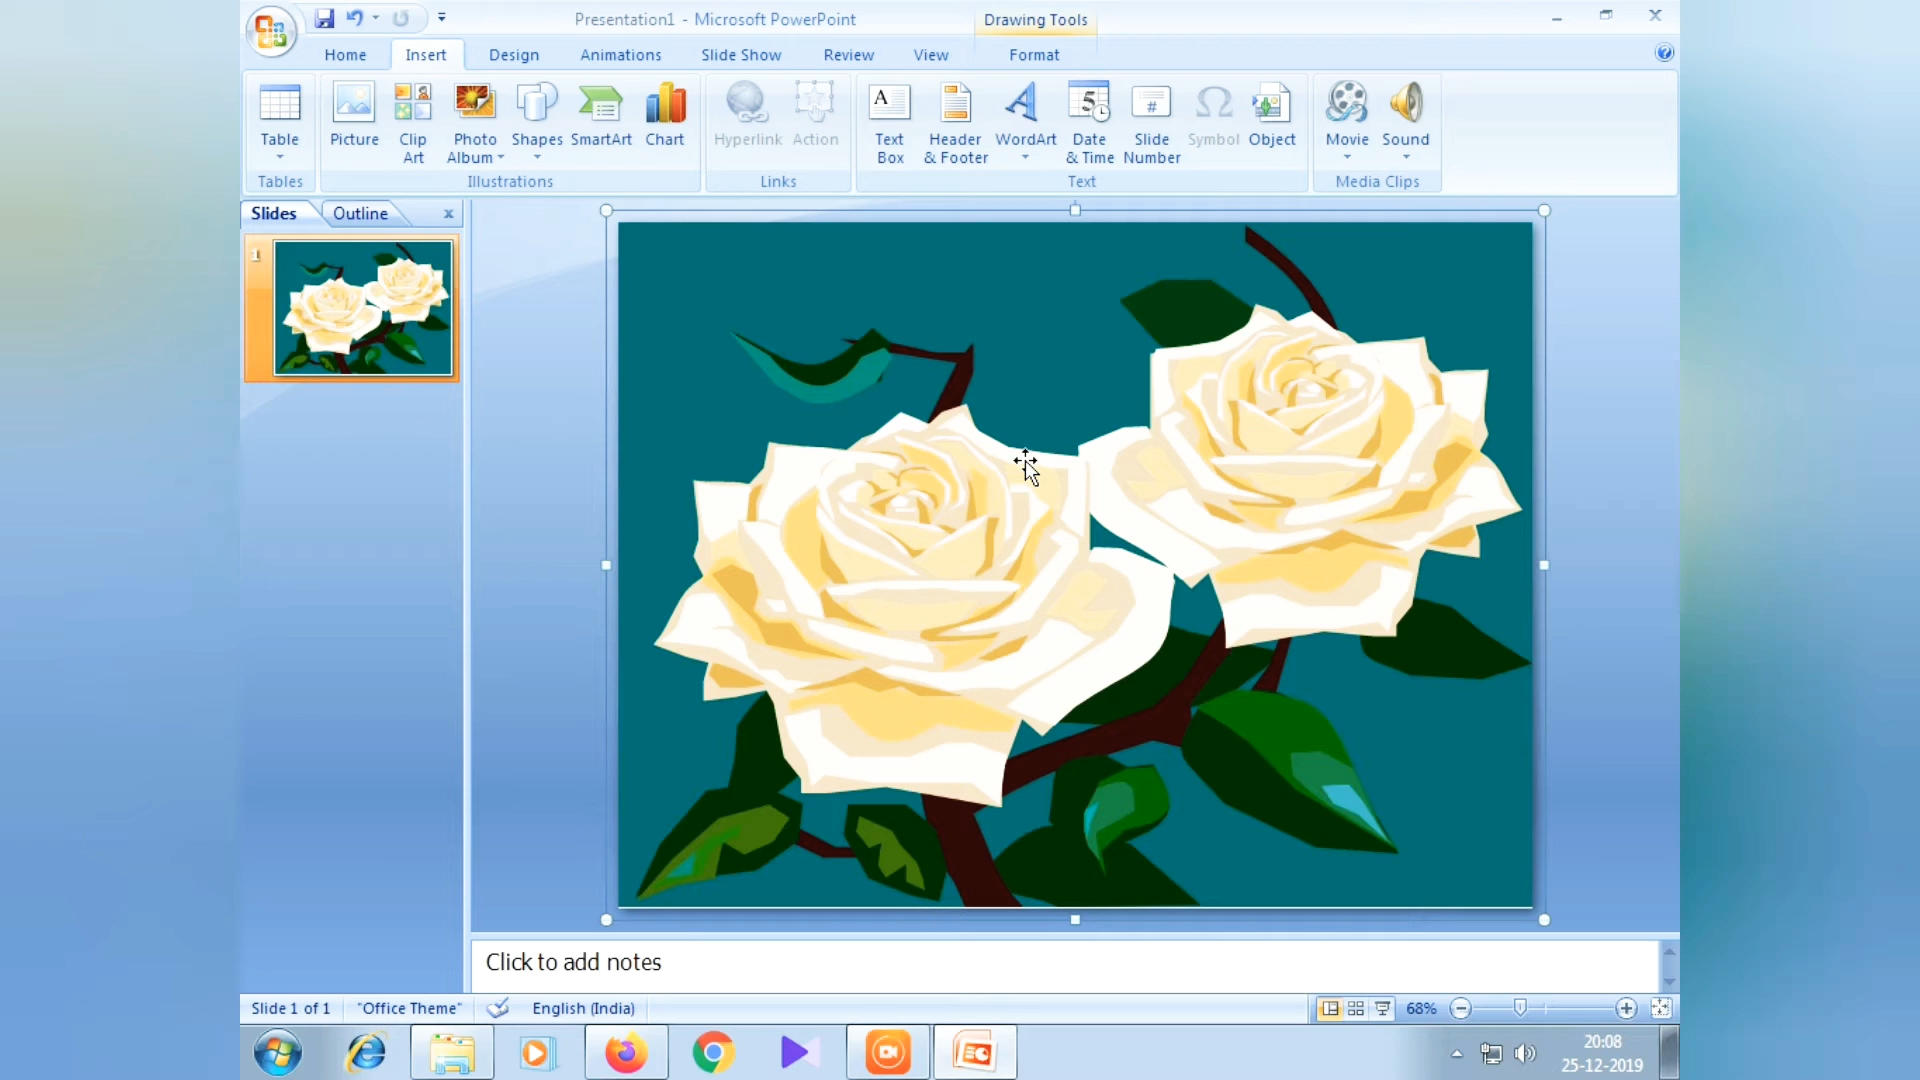 Presentation1 - Microsoft PowerPoint
Drawing Tools
Home Insert Design Animations Slide Show Review View Format
Table Picture Clip Art Photo Album Shapes SmartArt Chart Hyperlink Action A Text Box Header & Footer A WordArt 5 Date & Time # Slide Number Ω Symbol Object Movie Sound
Tables Illustrations Links Text Media Clips
Slides Outline x
1
Click to add notes
Slide 1 of 1 "Office Theme" English (India) 68%
20:08
25-12-2019